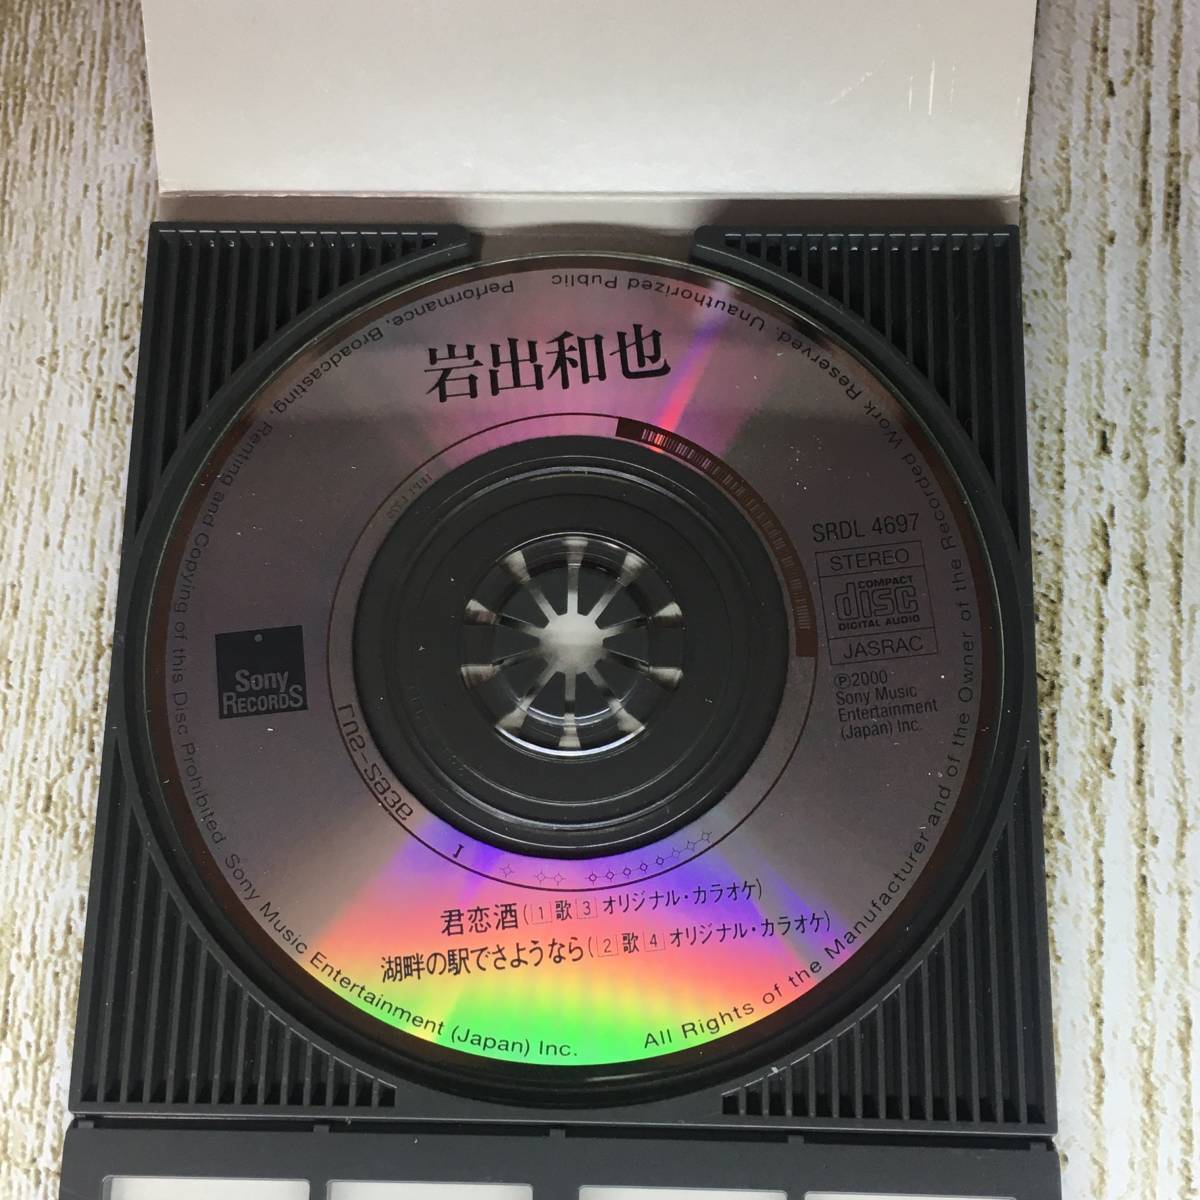 岩出和也
SRDL 4697
STEREO
COMPACT
disc
DIGITAL AUDIO
JASRAC
Ⓟ2000
Sony Music
Entertainment
(Japan) Inc.
Sony
RECORDS
君恋酒(1歌3オリジナル・カラオケ)
湖畔の駅でさようなら(2歌4オリジナル・カラオケ)
All Rights of the Manufacturer and of the Owner of the Recorded Work Reserved. Unauthorized Public Performance, Broadcasting, Renting and Copying of this Disc Prohibited. Sony Music Entertainment (Japan) Inc.